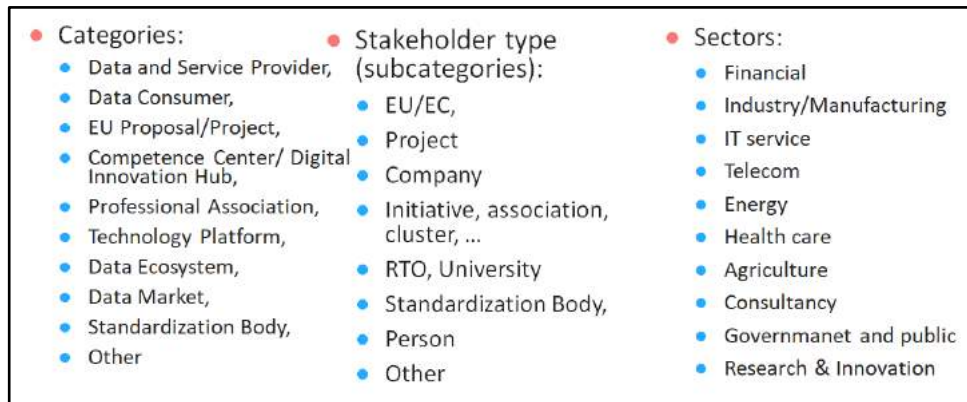 Categories:
Data and Service Provider,
Data Consumer,
EU Proposal/Project,
Competence Center/ Digital
Innovation Hub,
Professional Association,
Technology Platform,
Data Ecosystem,
Data Market,
Standardization Body,
Other
Stakeholder type
(subcategories):
EU/EC,
Project
Company
Initiative, association,
cluster, ...
RTO, University
Standardization Body,
Person
Other
Sectors:
Financial
Industry/Manufacturing
IT service
Telecom
Energy
Health care
Agriculture
Consultancy
Governmanet and public
Research & Innovation